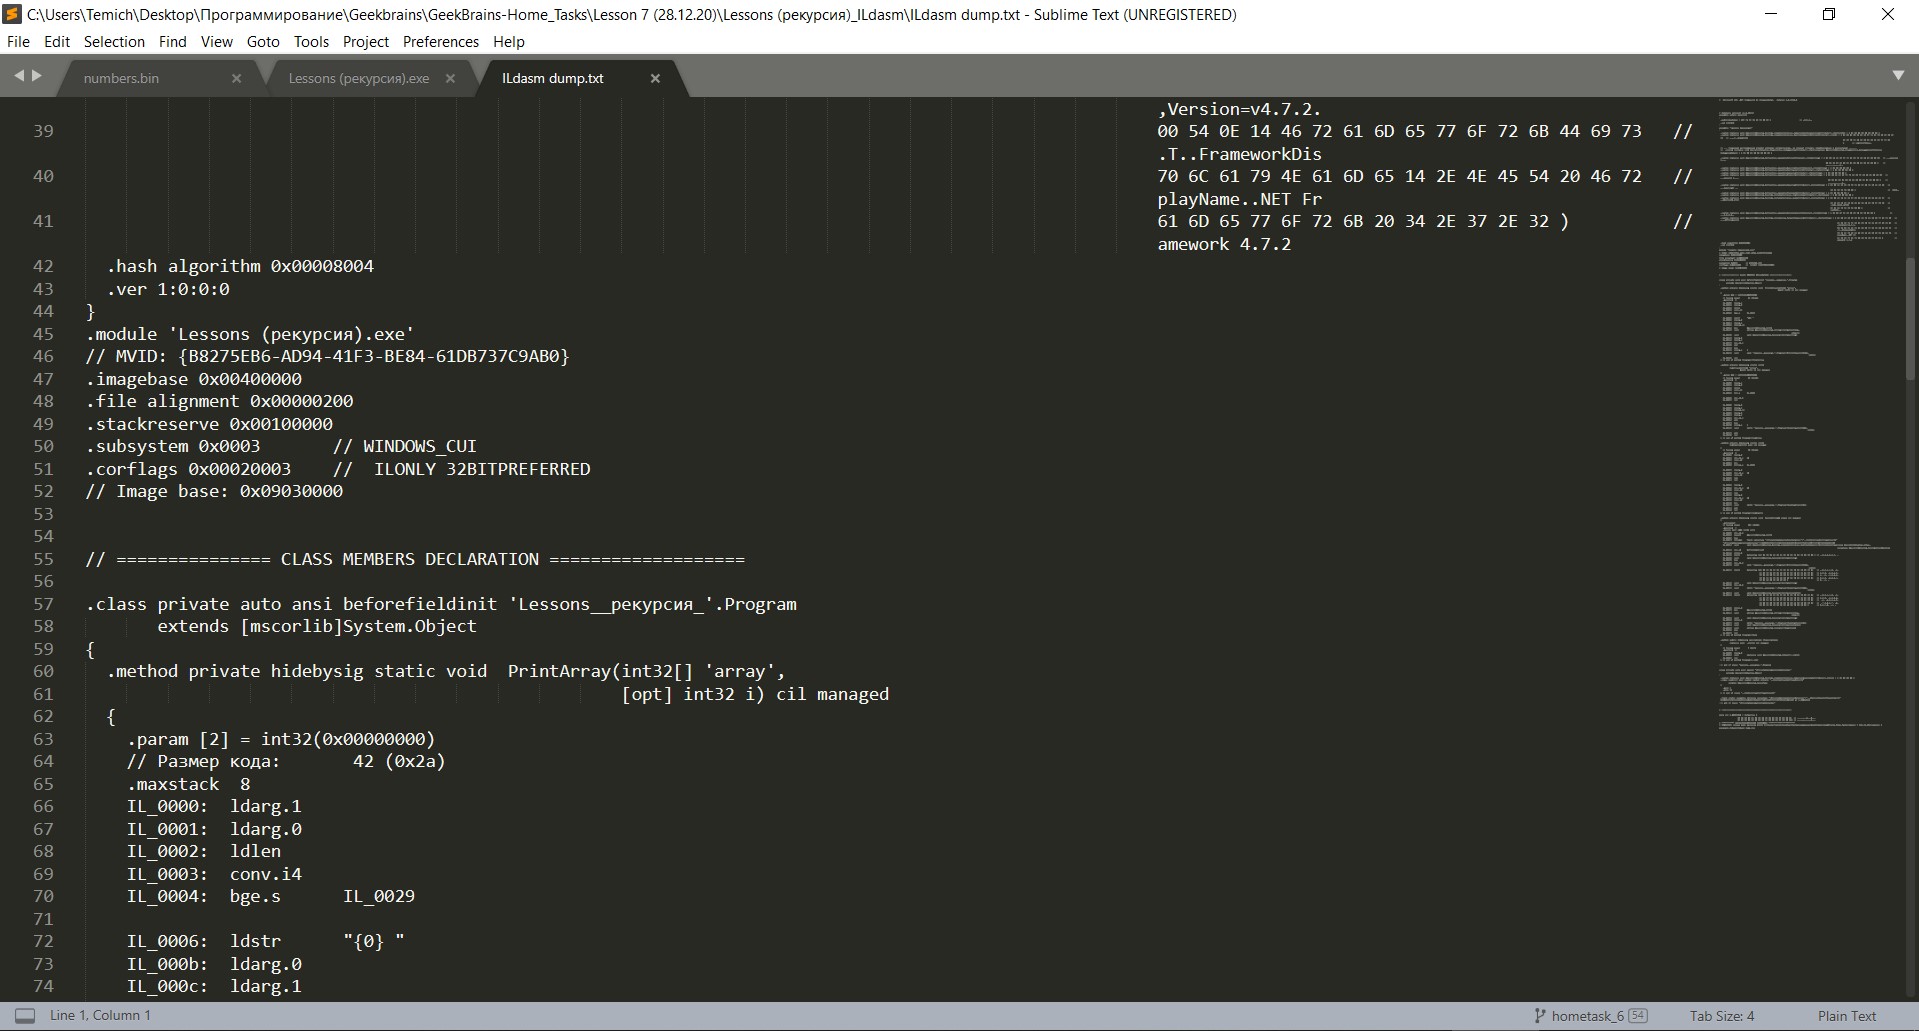 C:\Users\Temich\Desktop\Программирование\Geekbrains\GeekBrains-Home_Tasks\Lesson 7 (28.12.20)\Lessons (рекурсия)_ILdasm\ILdasm dump.txt - Sublime Text (UNREGISTERED)
File Edit Selection Find View Goto Tools Project Preferences Help
numbers.bin Lessons (рекурсия).exe ILdasm dump.txt
,Version=v4.7.2.
39 00 54 0E 14 46 72 61 6D 65 77 6F 72 6B 44 69 73 //
.T..FrameworkDis
40 70 6C 61 79 4E 61 6D 65 14 2E 4E 45 54 20 46 72 //
playName..NET Fr
41 61 6D 65 77 6F 72 6B 20 34 2E 37 2E 32 ) //
amework 4.7.2
42 .hash algorithm 0x00008004
43 .ver 1:0:0:0
44 }
45 .module 'Lessons (рекурсия).exe'
46 // MVID: {B8275EB6-AD94-41F3-BE84-61DB737C9AB0}
47 .imagebase 0x00400000
48 .file alignment 0x00000200
49 .stackreserve 0x00100000
50 .subsystem 0x0003 // WINDOWS_CUI
51 .corflags 0x00020003 // ILONLY 32BITPREFERRED
52 // Image base: 0x09030000
53
54
55 // =============== CLASS MEMBERS DECLARATION ===================
56
57 .class private auto ansi beforefieldinit 'Lessons__рекурсия_'.Program
58 extends [mscorlib]System.Object
59 {
60 .method private hidebysig static void PrintArray(int32[] 'array',
61 [opt] int32 i) cil managed
62 {
63 .param [2] = int32(0x00000000)
64 // Размер кода: 42 (0x2a)
65 .maxstack 8
66 IL_0000: ldarg.1
67 IL_0001: ldarg.0
68 IL_0002: ldlen
69 IL_0003: conv.i4
70 IL_0004: bge.s IL_0029
71
72 IL_0006: ldstr "{0} "
73 IL_000b: ldarg.0
74 IL_000c: ldarg.1
Line 1, Column 1 hometask_6 54 Tab Size: 4 Plain Text